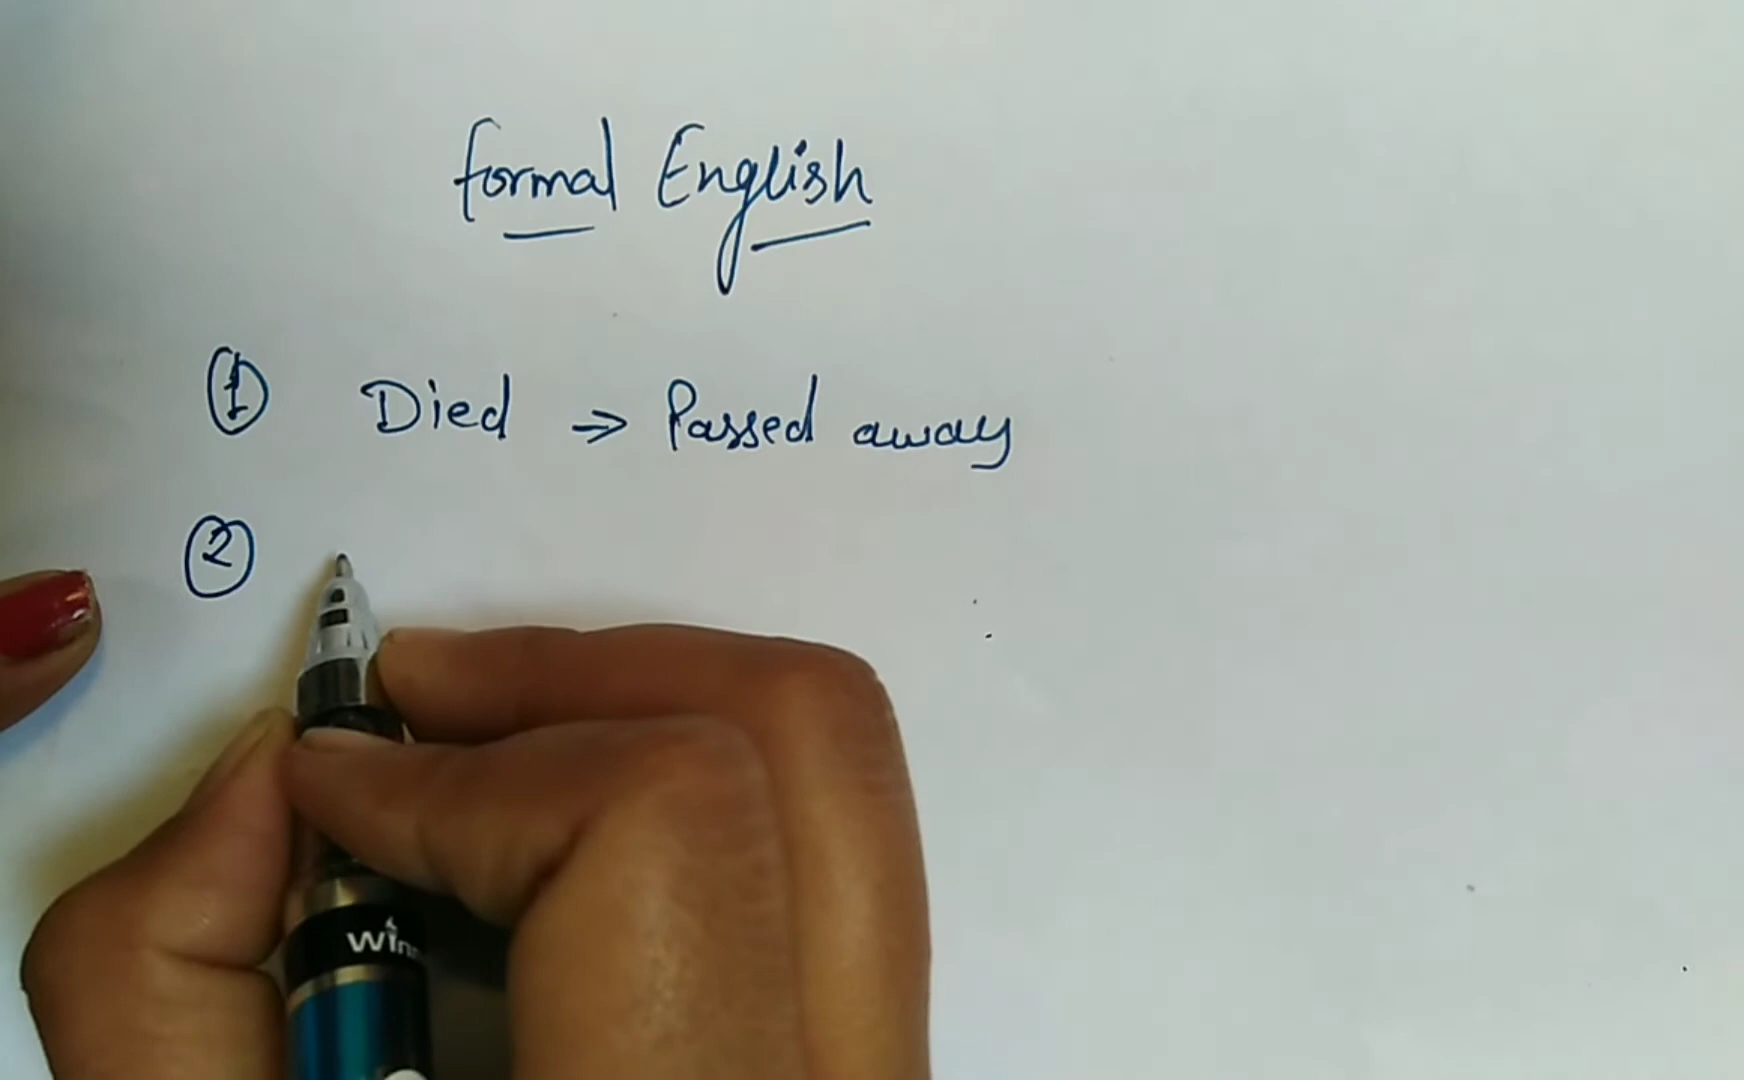 Formal English
① Died ⇒ Passed away
②
Win